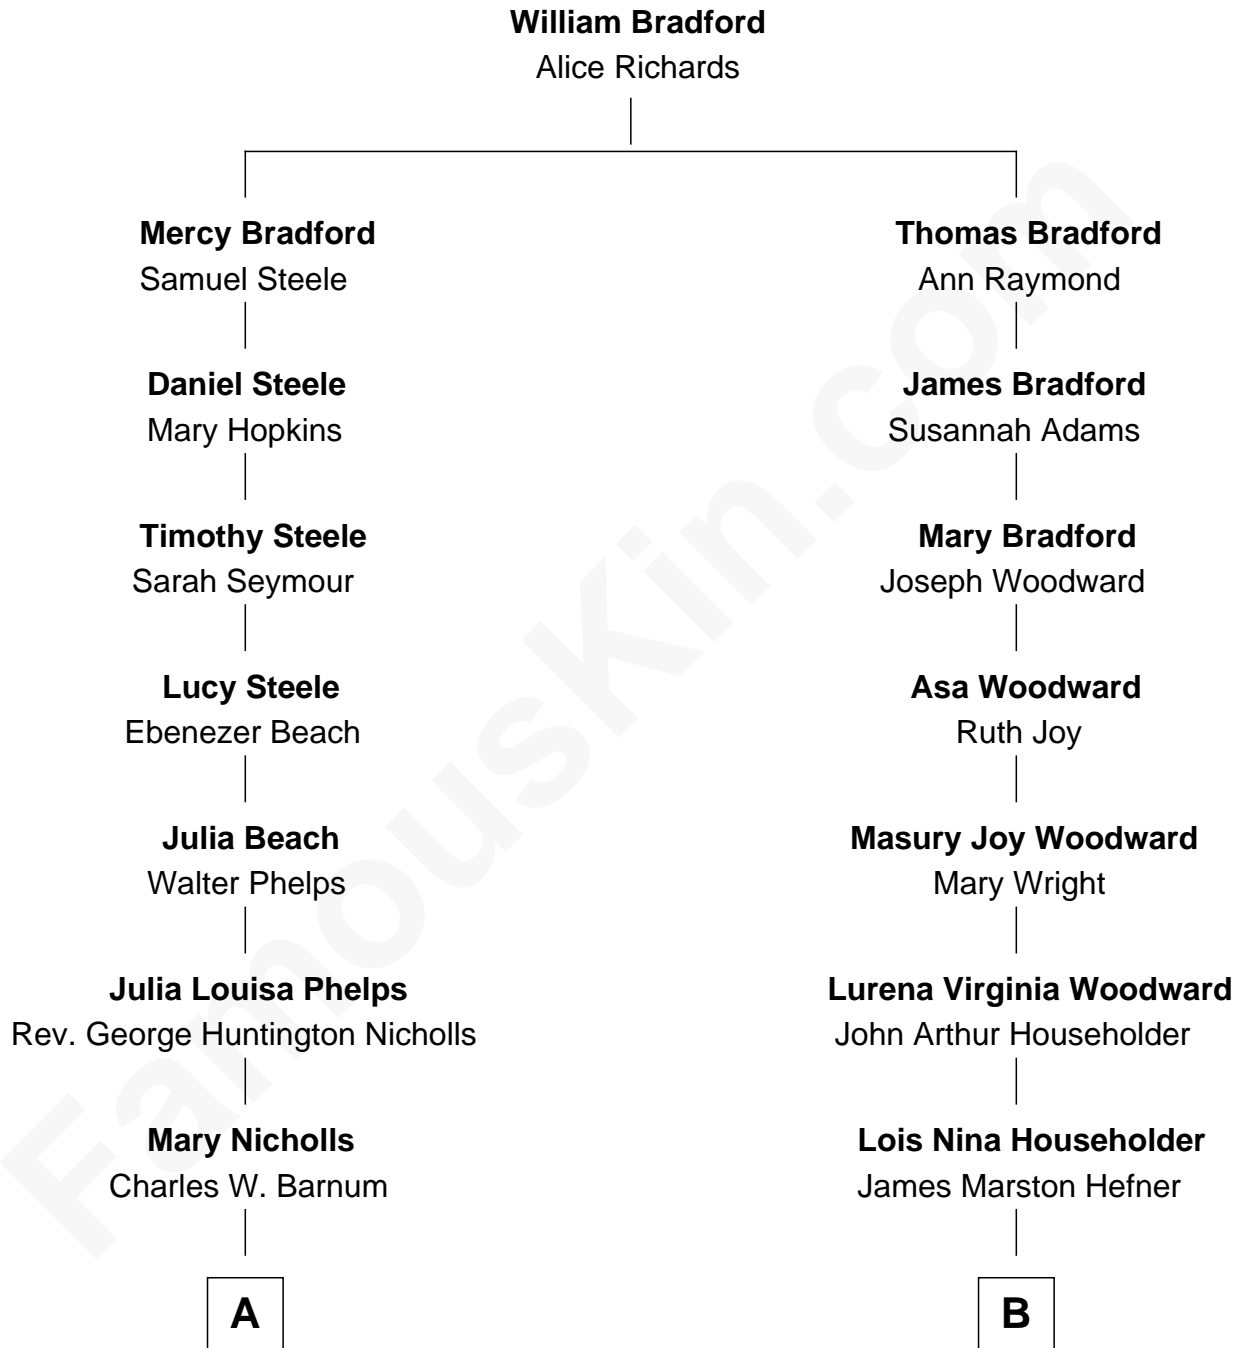 William Bradford
Alice Richards
Mercy Bradford
Samuel Steele
Thomas Bradford
Ann Raymond
Daniel Steele
Mary Hopkins
James Bradford
Susannah Adams
Timothy Steele
Sarah Seymour
Mary Bradford
Joseph Woodward
Lucy Steele
Ebenezer Beach
Asa Woodward
Ruth Joy
Julia Beach
Walter Phelps
Masury Joy Woodward
Mary Wright
Julia Louisa Phelps
Rev. George Huntington Nicholls
Lurena Virginia Woodward
John Arthur Householder
Mary Nicholls
Charles W. Barnum
Lois Nina Householder
James Marston Hefner
A
B
FamousKin.com